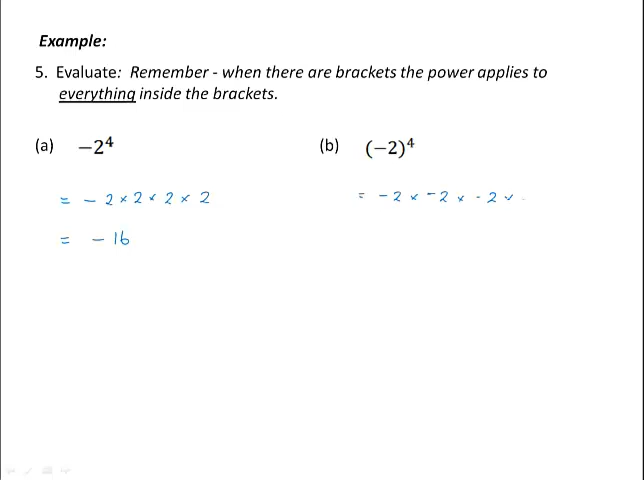 Example:
5. Evaluate: Remember - when there are brackets the power applies to
everything inside the brackets.
(a) −2⁴ (b) (−2)⁴
= − 2 × 2 × 2 × 2 = −2 × −2 × -2 ×
= − 16